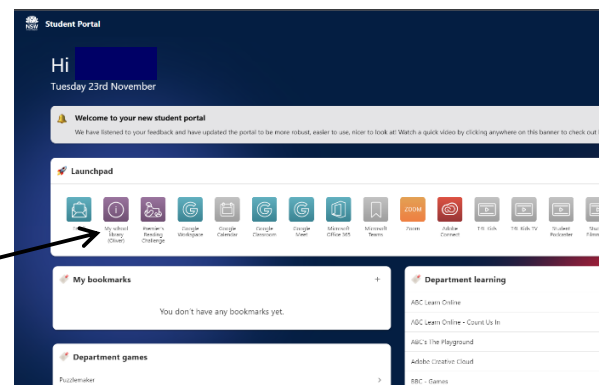 NSW
Student Portal
Hi
Tuesday 23rd November
Welcome to your new student portal
We have listened to your feedback and have updated the portal to be more robust, easier to use, nicer to look at! Watch a quick video by clicking anywhere on this banner to check out
Launchpad
ZOOM
My school library (Oliver)
Premier's Reading Challenge
Google Workspace
Google Calendar
Google Classroom
Google Meet
Microsoft Office 365
Microsoft Teams
Zoom
Adobe Connect
Student Podcaster
My bookmarks
+
You don't have any bookmarks yet.
Department games
Puzzlemaker
Department learning
ABC Learn Online
ABC Learn Online - Count Us In
ABC's The Playground
Adobe Creative Cloud
BBC - Games